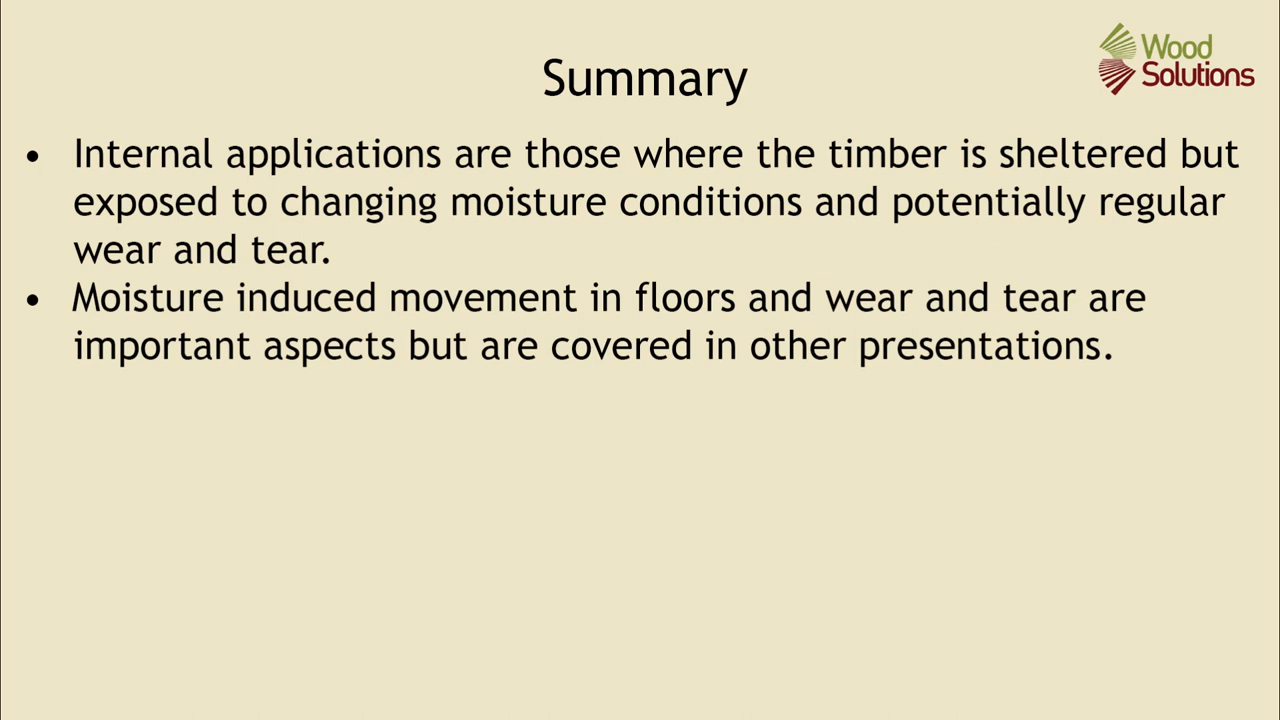 Wood
Solutions
Summary
• Internal applications are those where the timber is sheltered but
exposed to changing moisture conditions and potentially regular
wear and tear.
• Moisture induced movement in floors and wear and tear are
important aspects but are covered in other presentations.